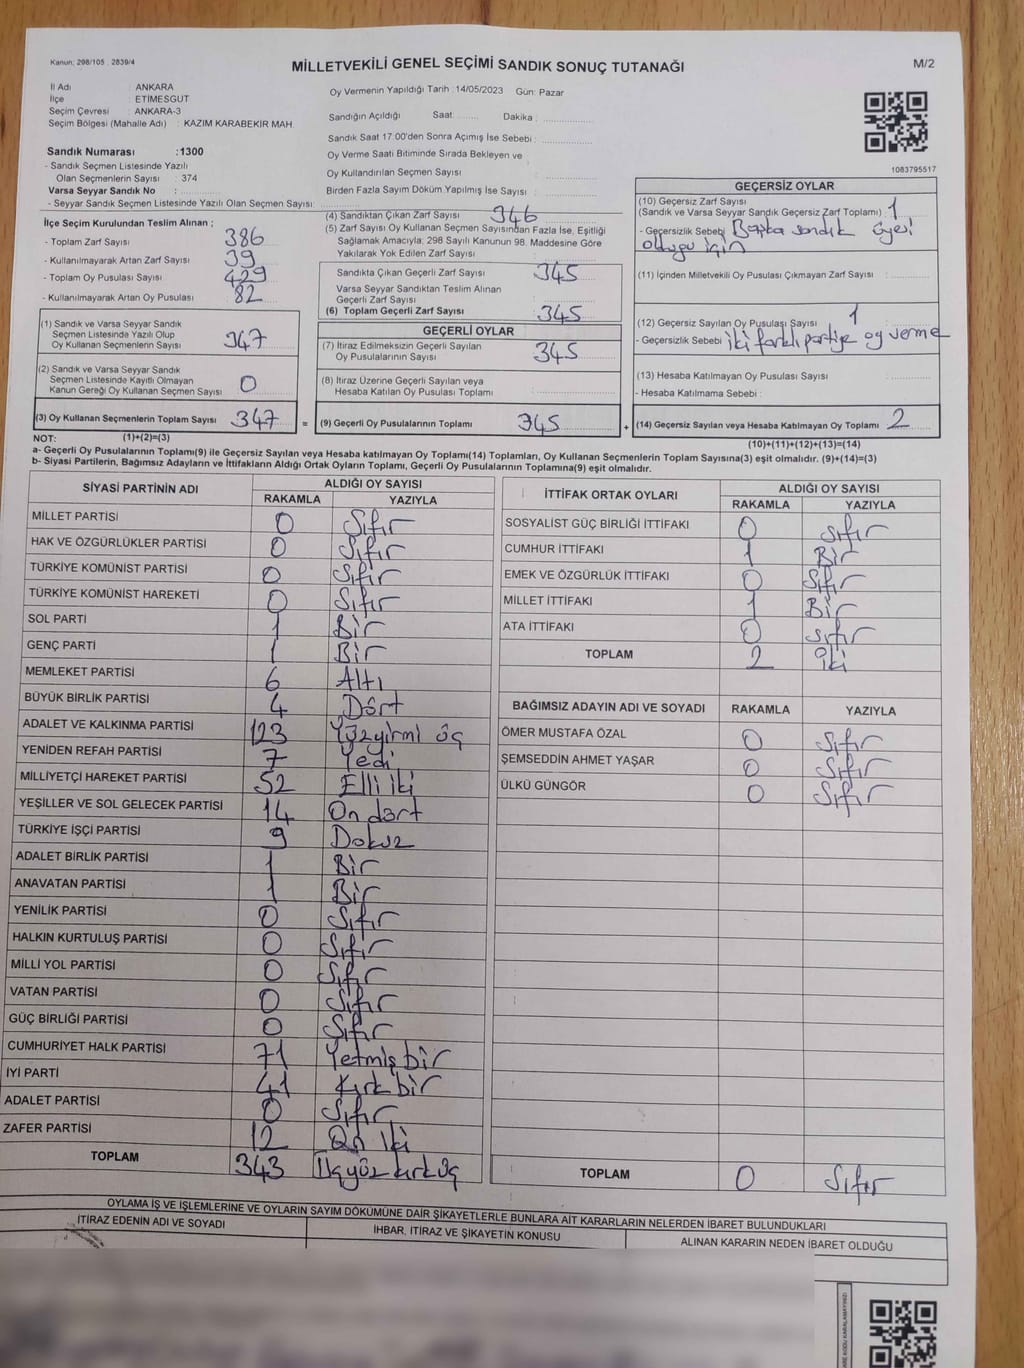 Kanun; 298/105 . 2839/4
MİLLETVEKİLİ GENEL SEÇİMİ SANDIK SONUÇ TUTANAĞI
M/2
İl Adı : ANKARA
İlçe : ETİMESGUT
Seçim Çevresi : ANKARA-3
Seçim Bölgesi (Mahalle Adı) : KAZIM KARABEKİR MAH.
Sandık Numarası :1300
- Sandık Seçmen Listesinde Yazılı
Olan Seçmenlerin Sayısı : 374
Varsa Seyyar Sandık No :
- Seyyar Sandık Seçmen Listesinde Yazılı Olan Seçmen Sayısı:
Oy Vermenin Yapıldığı Tarih :14/05/2023 Gün: Pazar
Sandığın Açıldığı Saat: Dakika :
Sandık Saat 17:00'den Sonra Açımış İse Sebebi :
Oy Verme Saati Bitiminde Sırada Bekleyen ve
Oy Kullandırılan Seçmen Sayısı :
Birden Fazla Sayım Döküm Yapılmış İse Sayısı :
1083795517
İlçe Seçim Kurulundan Teslim Alınan ;
- Toplam Zarf Sayısı : 386
- Kullanılmayarak Artan Zarf Sayısı : 39
- Toplam Oy Pusulası Sayısı : 429
- Kullanılmayarak Artan Oy Pusulası : 82
(1) Sandık ve Varsa Seyyar Sandık
Seçmen Listesinde Yazılı Olup
Oy Kullanan Seçmenlerin Sayısı : 347
(2) Sandık ve Varsa Seyyar Sandık
Seçmen Listesinde Kayıtlı Olmayan
Kanun Gereği Oy Kullanan Seçmen Sayısı : 0
(3) Oy Kullanan Seçmenlerin Toplam Sayısı : 347
(4) Sandıktan Çıkan Zarf Sayısı : 346
(5) Zarf Sayısı Oy Kullanan Seçmen Sayısından Fazla İse, Eşitliği
Sağlamak Amacıyla; 298 Sayılı Kanunun 98. Maddesine Göre
Yakılarak Yok Edilen Zarf Sayısı :
Sandıkta Çıkan Geçerli Zarf Sayısı : 345
Varsa Seyyar Sandıktan Teslim Alınan
Geçerli Zarf Sayısı :
(6) Toplam Geçerli Zarf Sayısı : 345
GEÇERLİ OYLAR
(7) İtiraz Edilmeksizin Geçerli Sayılan
Oy Pusulalarının Sayısı : 345
(8) İtiraz Üzerine Geçerli Sayılan veya
Hesaba Katılan Oy Pusulası Toplamı :
= (9) Geçerli Oy Pusulalarının Toplamı : 345
GEÇERSİZ OYLAR
(10) Geçersiz Zarf Sayısı
(Sandık ve Varsa Seyyar Sandık Geçersiz Zarf Toplamı) : 1
- Geçersizlik Sebebi : Başka sandık üyesi
olduğu için
(11) İçinden Milletvekili Oy Pusulası Çıkmayan Zarf Sayısı :
(12) Geçersiz Sayılan Oy Pusulası Sayısı : 1
- Geçersizlik Sebebi : iki farklı partiye oy verme
(13) Hesaba Katılmayan Oy Pusulası Sayısı :
- Hesaba Katılmama Sebebi :
+ (14) Geçersiz Sayılan veya Hesaba Katılmayan Oy Toplamı : 2
NOT: (1)+(2)=(3)
(10)+(11)+(12)+(13)=(14)
a- Geçerli Oy Pusulalarının Toplamı(9) ile Geçersiz Sayılan veya Hesaba katılmayan Oy Toplamı(14) Toplamları, Oy Kullanan Seçmenlerin Toplam Sayısına(3) eşit olmalıdır. (9)+(14)=(3)
b- Siyasi Partilerin, Bağımsız Adayların ve İttifakların Aldığı Ortak Oyların Toplamı, Geçerli Oy Pusulalarının Toplamına(9) eşit olmalıdır.
SİYASİ PARTİNİN ADI ALDIĞI OY SAYISI
RAKAMLA YAZIYLA
MİLLET PARTİSİ 0 Sıfır
HAK VE ÖZGÜRLÜKLER PARTİSİ 0 Sıfır
TÜRKİYE KOMÜNİST PARTİSİ 0 Sıfır
TÜRKİYE KOMÜNİST HAREKETİ 0 Sıfır
SOL PARTİ 1 Bir
GENÇ PARTİ 1 Bir
MEMLEKET PARTİSİ 6 Altı
BÜYÜK BİRLİK PARTİSİ 4 Dört
ADALET VE KALKINMA PARTİSİ 123 Yüzyirmi üç
YENİDEN REFAH PARTİSİ 7 Yedi
MİLLİYETÇİ HAREKET PARTİSİ 52 Elli iki
YEŞİLLER VE SOL GELECEK PARTİSİ 14 On dört
TÜRKİYE İŞÇİ PARTİSİ 9 Dokuz
ADALET BİRLİK PARTİSİ 1 Bir
ANAVATAN PARTİSİ 1 Bir
YENİLİK PARTİSİ 0 Sıfır
HALKIN KURTULUŞ PARTİSİ 0 Sıfır
MİLLİ YOL PARTİSİ 0 Sıfır
VATAN PARTİSİ 0 Sıfır
GÜÇ BİRLİĞİ PARTİSİ 0 Sıfır
CUMHURİYET HALK PARTİSİ 71 Yetmiş bir
İYİ PARTİ 41 Kırk bir
ADALET PARTİSİ 0 Sıfır
ZAFER PARTİSİ 12 On iki
TOPLAM 343 Üçyüz kırküç
İTTİFAK ORTAK OYLARI ALDIĞI OY SAYISI
RAKAMLA YAZIYLA
SOSYALİST GÜÇ BİRLİĞİ İTTİFAKI 0 Sıfır
CUMHUR İTTİFAKI 1 Bir
EMEK VE ÖZGÜRLÜK İTTİFAKI 0 Sıfır
MİLLET İTTİFAKI 1 Bir
ATA İTTİFAKI 0 Sıfır
TOPLAM 2 İki
BAĞIMSIZ ADAYIN ADI VE SOYADI RAKAMLA YAZIYLA
ÖMER MUSTAFA ÖZAL 0 Sıfır
ŞEMSEDDİN AHMET YAŞAR 0 Sıfır
ÜLKÜ GÜNGÖR 0 Sıfır
TOPLAM 0 Sıfır
OYLAMA İŞ VE İŞLEMLERİNE VE OYLARIN SAYIM DÖKÜMÜNE DAİR ŞİKAYETLERLE BUNLARA AİT KARARLARIN NELERDEN İBARET BULUNDUKLARI
İTİRAZ EDENİN ADI VE SOYADI
İHBAR, İTİRAZ VE ŞİKAYETİN KONUSU
ALINAN KARARIN NEDEN İBARET OLDUĞU